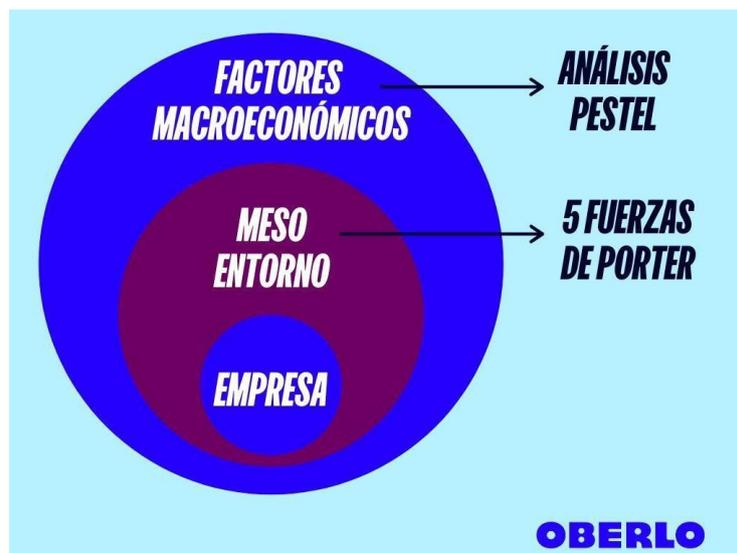 FACTORES
MACROECONÓMICOS
ANÁLISIS
PESTEL
MESO
ENTORNO
5 FUERZAS
DE PORTER
EMPRESA
OBERLO